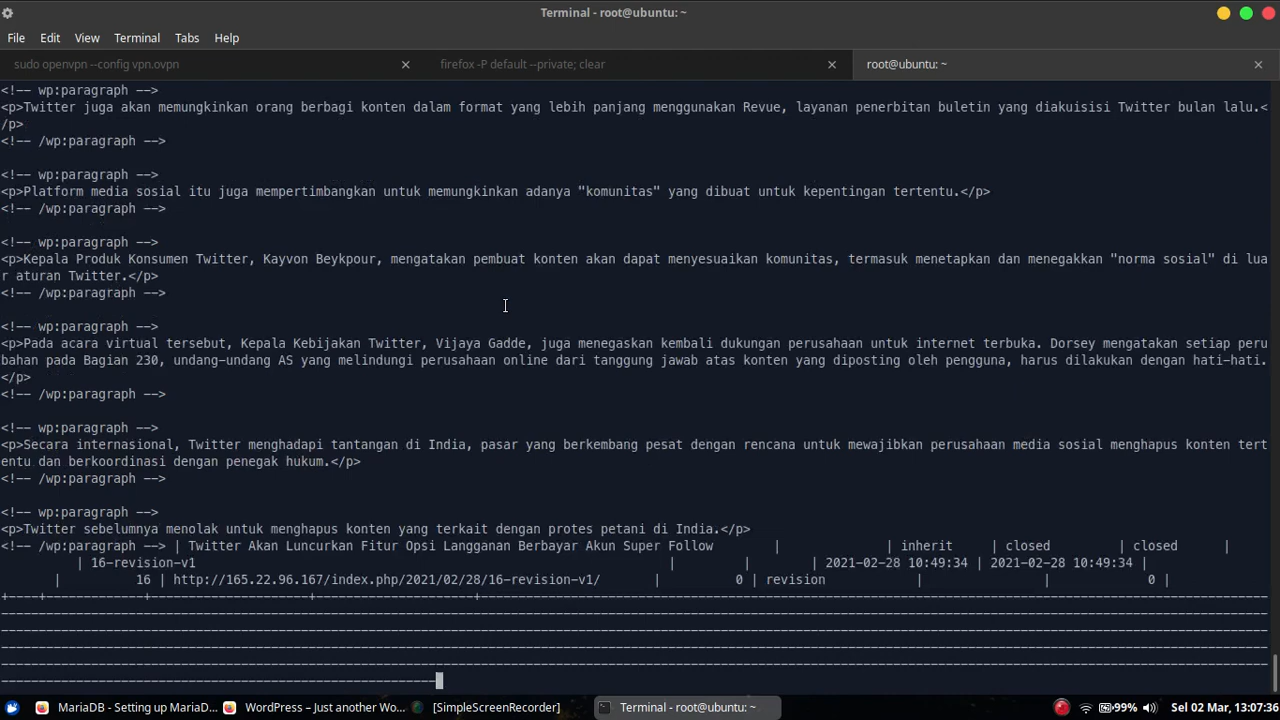 Terminal - root@ubuntu: ~
File Edit View Terminal Tabs Help
sudo openvpn --config vpn.ovpn
firefox -P default --private; clear
root@ubuntu: ~
<!-- wp:paragraph -->
<p>Twitter juga akan memungkinkan orang berbagi konten dalam format yang lebih panjang menggunakan Revue, layanan penerbitan buletin yang diakuisisi Twitter bulan lalu.<
/p>
<!-- /wp:paragraph -->
<!-- wp:paragraph -->
<p>Platform media sosial itu juga mempertimbangkan untuk memungkinkan adanya "komunitas" yang dibuat untuk kepentingan tertentu.</p>
<!-- /wp:paragraph -->
<!-- wp:paragraph -->
<p>Kepala Produk Konsumen Twitter, Kayvon Beykpour, mengatakan pembuat konten akan dapat menyesuaikan komunitas, termasuk menetapkan dan menegakkan "norma sosial" di lua
r aturan Twitter.</p>
<!-- /wp:paragraph -->
<!-- wp:paragraph -->
<p>Pada acara virtual tersebut, Kepala Kebijakan Twitter, Vijaya Gadde, juga menegaskan kembali dukungan perusahaan untuk internet terbuka. Dorsey mengatakan setiap peru
bahan pada Bagian 230, undang-undang AS yang melindungi perusahaan online dari tanggung jawab atas konten yang diposting oleh pengguna, harus dilakukan dengan hati-hati.
</p>
<!-- /wp:paragraph -->
<!-- wp:paragraph -->
<p>Secara internasional, Twitter menghadapi tantangan di India, pasar yang berkembang pesat dengan rencana untuk mewajibkan perusahaan media sosial menghapus konten tert
entu dan berkoordinasi dengan penegak hukum.</p>
<!-- /wp:paragraph -->
<!-- wp:paragraph -->
<p>Twitter sebelumnya menolak untuk menghapus konten yang terkait dengan protes petani di India.</p>
<!-- /wp:paragraph --> | Twitter Akan Luncurkan Fitur Opsi Langganan Berbayar Akun Super Follow | | inherit | closed | closed |
| 16-revision-v1 | | | 2021-02-28 10:49:34 | 2021-02-28 10:49:34 |
| 16 | http://165.22.96.167/index.php/2021/02/28/16-revision-v1/ | 0 | revision | | 0 |
MariaDB - Setting up MariaD... WordPress – Just another Wo... [SimpleScreenRecorder] Terminal - root@ubuntu: ~ 99% Sel 02 Mar, 13:07:36